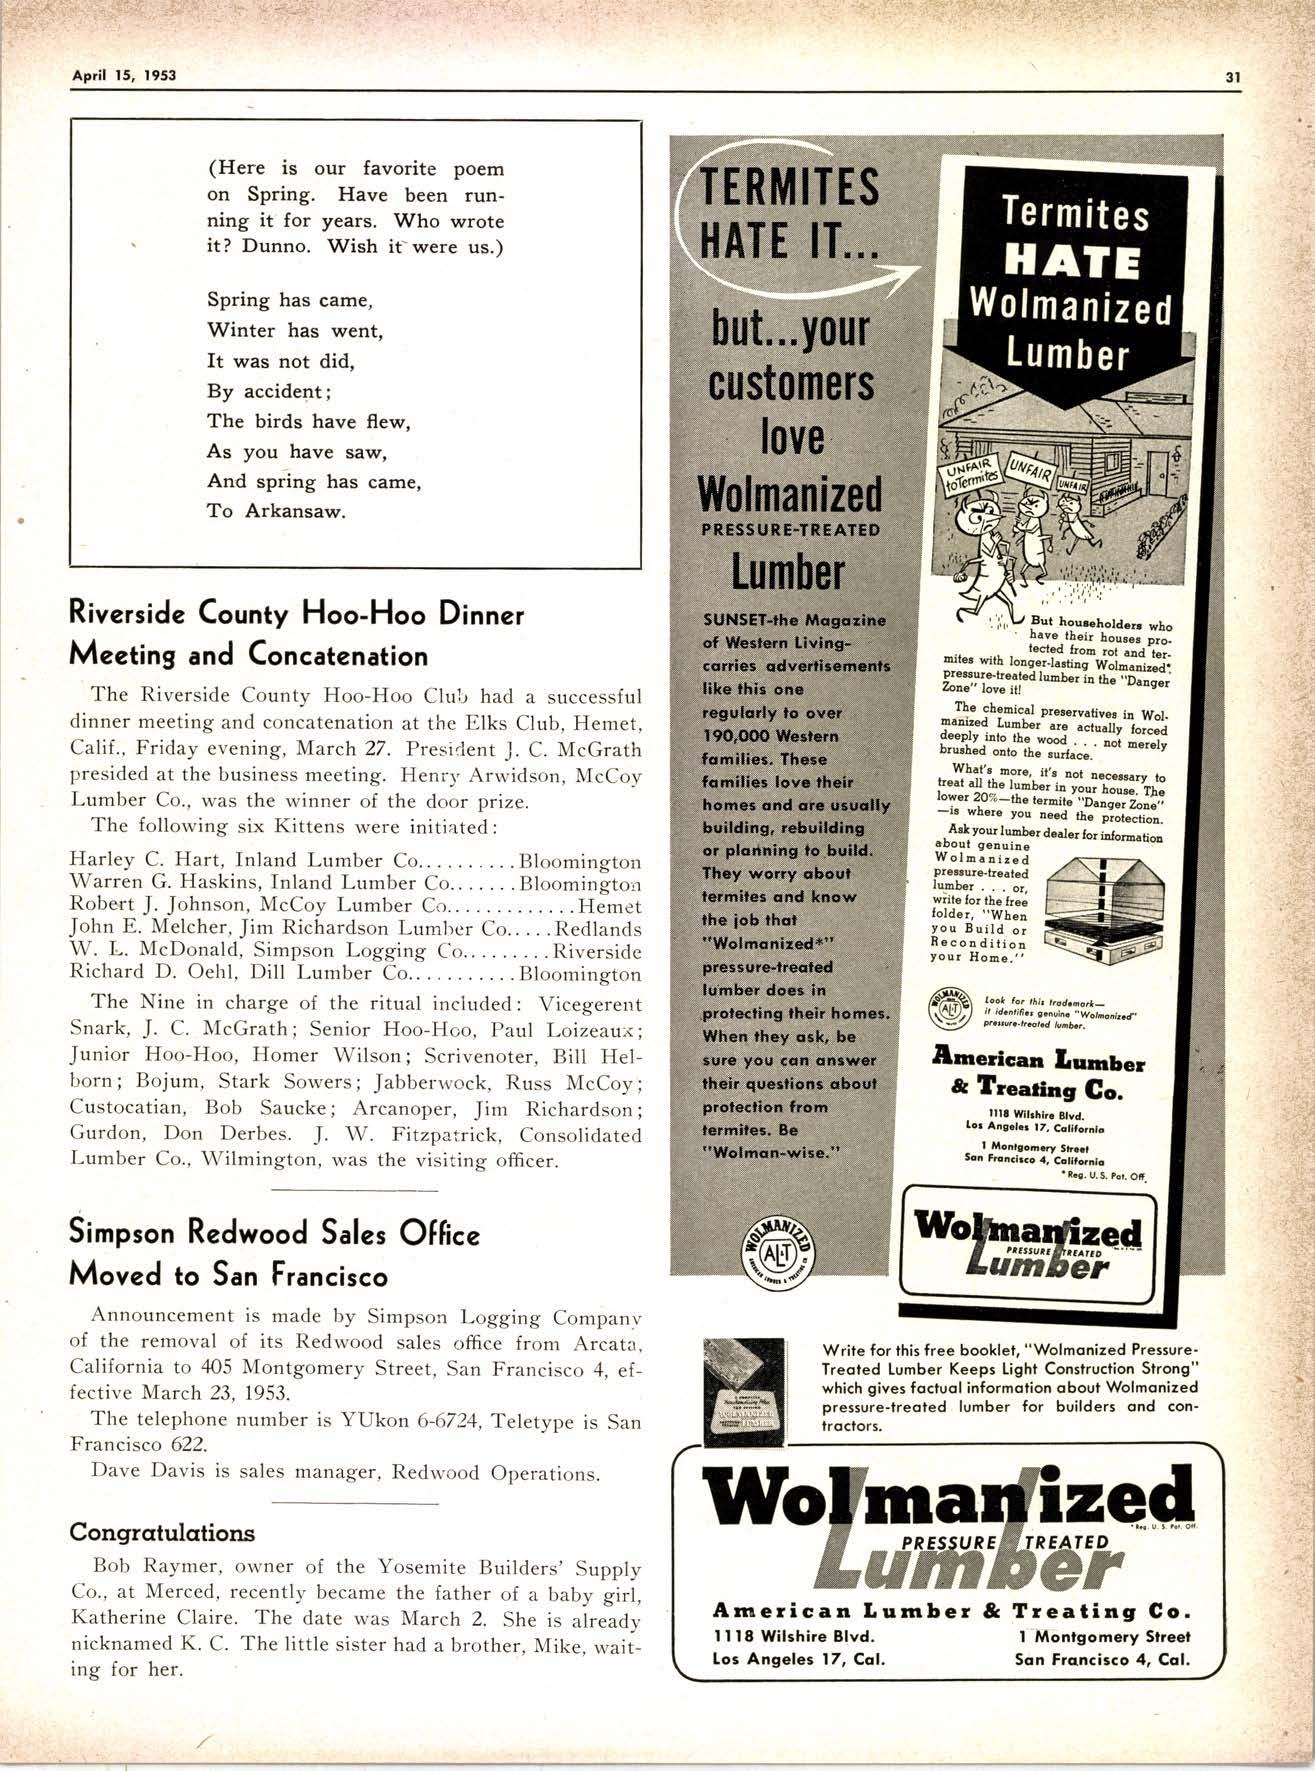 April 15, 1953
31
(Here is our favorite poem
on Spring. Have been run-
ning it for years. Who wrote
it? Dunno. Wish it were us.)
Spring has came,
Winter has went,
It was not did,
By accident;
The birds have flew,
As you have saw,
And spring has came,
To Arkansaw.
Riverside County Hoo-Hoo Dinner
Meeting and Concatenation
The Riverside County Hoo-Hoo Club had a successful
dinner meeting and concatenation at the Elks Club, Hemet,
Calif., Friday evening, March 27. President J. C. McGrath
presided at the business meeting. Henry Arwidson, McCoy
Lumber Co., was the winner of the door prize.
The following six Kittens were initiated:
Harley C. Hart, Inland Lumber Co..........Bloomington
Warren G. Haskins, Inland Lumber Co.......Bloomington
Robert J. Johnson, McCoy Lumber Co.............Hemet
John E. Melcher, Jim Richardson Lumber Co.....Redlands
W. L. McDonald, Simpson Logging Co.........Riverside
Richard D. Oehl, Dill Lumber Co...........Bloomington
The Nine in charge of the ritual included: Vicegerent
Snark, J. C. McGrath; Senior Hoo-Hoo, Paul Loizeaux;
Junior Hoo-Hoo, Homer Wilson; Scrivenoter, Bill Hel-
born; Bojum, Stark Sowers; Jabberwock, Russ McCoy;
Custocatian, Bob Saucke; Arcanoper, Jim Richardson;
Gurdon, Don Derbes. J. W. Fitzpatrick, Consolidated
Lumber Co., Wilmington, was the visiting officer.
Simpson Redwood Sales Office
Moved to San Francisco
Announcement is made by Simpson Logging Company
of the removal of its Redwood sales office from Arcata,
California to 405 Montgomery Street, San Francisco 4, ef-
fective March 23, 1953.
The telephone number is YUkon 6-6724, Teletype is San
Francisco 622.
Dave Davis is sales manager, Redwood Operations.
Congratulations
Bob Raymer, owner of the Yosemite Builders' Supply
Co., at Merced, recently became the father of a baby girl,
Katherine Claire. The date was March 2. She is already
nicknamed K. C. The little sister had a brother, Mike, wait-
ing for her.
TERMITES
HATE IT...
but...your
customers
love
Wolmanized
PRESSURE-TREATED
Lumber
SUNSET-the Magazine
of Western Living-
carries advertisements
like this one
regularly to over
190,000 Western
families. These
families love their
homes and are usually
building, rebuilding
or planning to build.
They worry about
termites and know
the job that
"Wolmanized*"
pressure-treated
lumber does in
protecting their homes.
When they ask, be
sure you can answer
their questions about
protection from
termites. Be
"Wolman-wise."
WOLMANIZED
AL-T
AMERICAN LUMBER & TREATING CO
Termites
HATE
Wolmanized
Lumber
UNFAIR
to Termites
UNFAIR
UNFAIR
But householders who
have their houses pro-
tected from rot and ter-
mites with longer-lasting Wolmanized*
pressure-treated lumber in the "Danger
Zone" love it!
The chemical preservatives in Wol-
manized Lumber are actually forced
deeply into the wood . . . not merely
brushed onto the surface.
What's more, it's not necessary to
treat all the lumber in your house. The
lower 20%—the termite "Danger Zone"
—is where you need the protection.
Ask your lumber dealer for information
about genuine
Wolmanized
pressure-treated
lumber . . . or,
write for the free
folder, "When
you Build or
Recondition
your Home."
WOLMANIZED
AL-T
Look for this trademark—
it identifies genuine "Wolmanized"
pressure-treated lumber.
American Lumber
& Treating Co.
1118 Wilshire Blvd.
Los Angeles 17, California
1 Montgomery Street
San Francisco 4, California
*Reg. U.S. Pat. Off.
Wolmanized
PRESSURE TREATED
Lumber
Write for this free booklet, "Wolmanized Pressure-
Treated Lumber Keeps Light Construction Strong"
which gives factual information about Wolmanized
pressure-treated lumber for builders and con-
tractors.
WOLMANIZED
LUMBER
Wolmanized
*Reg. U. S. Pat. Off.
PRESSURE TREATED
Lumber
American Lumber & Treating Co.
1118 Wilshire Blvd.
1 Montgomery Street
Los Angeles 17, Cal.
San Francisco 4, Cal.